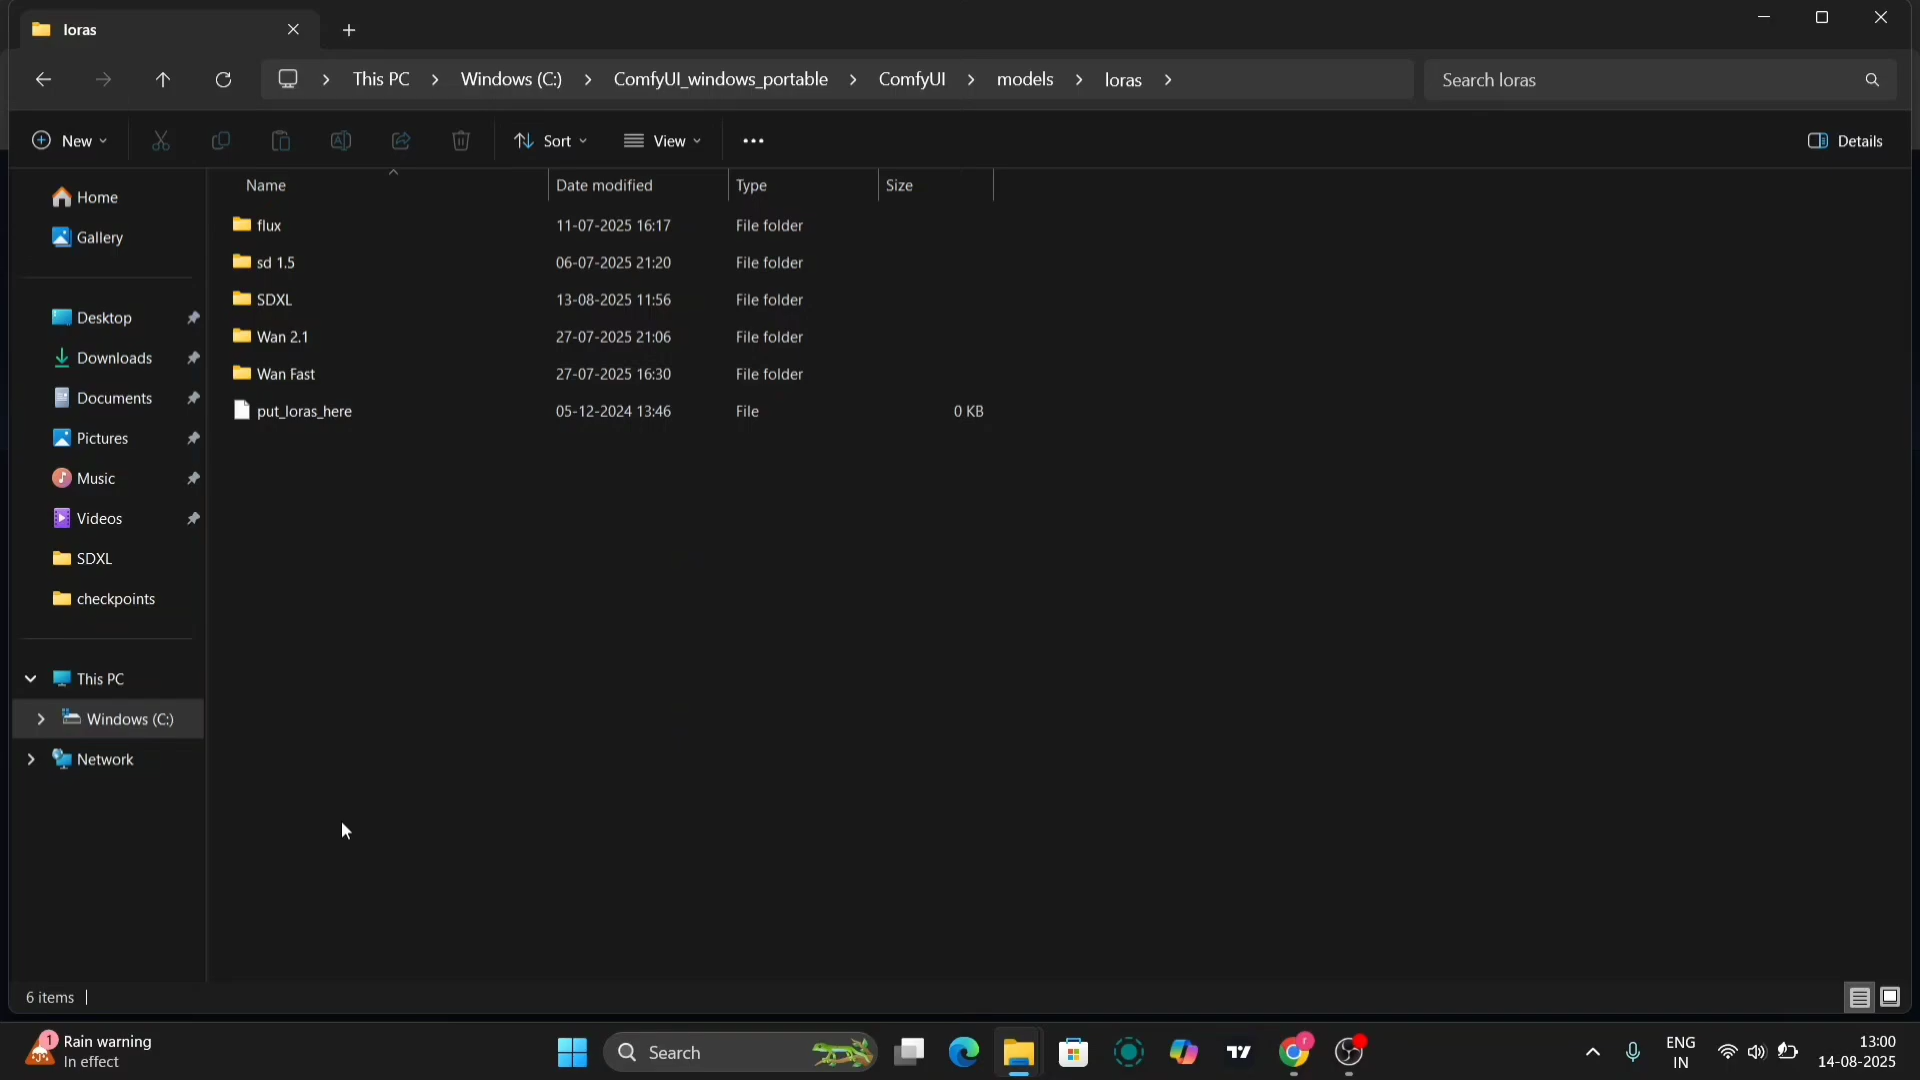 loras
This PC > Windows (C:) > ComfyUI_windows_portable > ComfyUI > models > loras >
Search loras
New
Sort
View
Details
Name Date modified Type Size
flux 11-07-2025 16:17 File folder
sd 1.5 06-07-2025 21:20 File folder
SDXL 13-08-2025 11:56 File folder
Wan 2.1 27-07-2025 21:06 File folder
Wan Fast 27-07-2025 16:30 File folder
put_loras_here 05-12-2024 13:46 File 0 KB
Home
Gallery
Desktop
Downloads
Documents
Pictures
Music
Videos
SDXL
checkpoints
This PC
Windows (C:)
Network
6 items
1
Rain warning
In effect
Search
r
ENG
IN
13:00
14-08-2025